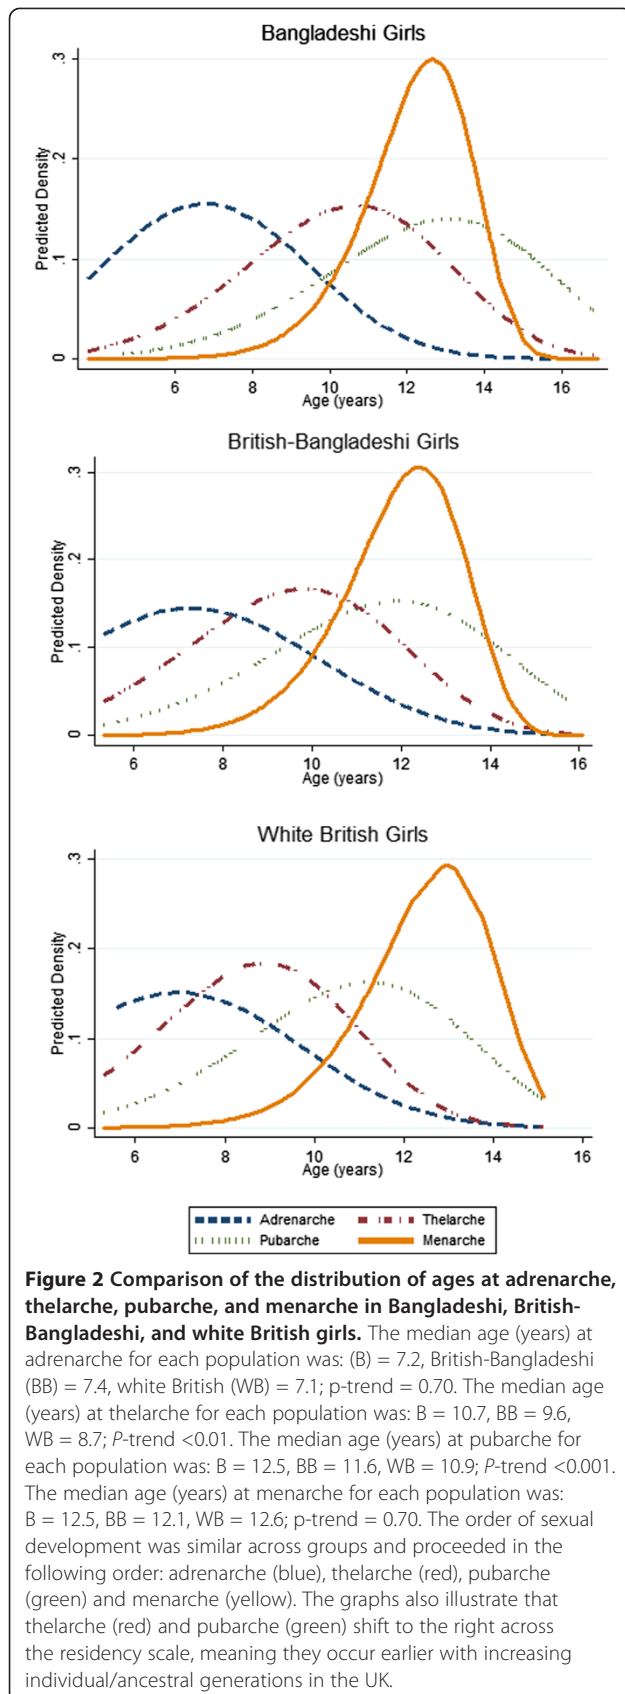 Bangladeshi Girls
.3
.2
.1
0
Predicted Density
6 8 10 12 14 16
Age (years)
British-Bangladeshi Girls
.3
.2
.1
0
Predicted Density
6 8 10 12 14 16
Age (years)
White British Girls
.3
.2
.1
0
Predicted Density
6 8 10 12 14 16
Age (years)
Adrenarche Thelarche
Pubarche Menarche
Figure 2 Comparison of the distribution of ages at adrenarche,
thelarche, pubarche, and menarche in Bangladeshi, British-
Bangladeshi, and white British girls. The median age (years) at
adrenarche for each population was: (B) = 7.2, British-Bangladeshi
(BB) = 7.4, white British (WB) = 7.1; p-trend = 0.70. The median age
(years) at thelarche for each population was: B = 10.7, BB = 9.6,
WB = 8.7; P-trend <0.01. The median age (years) at pubarche for
each population was: B = 12.5, BB = 11.6, WB = 10.9; P-trend <0.001.
The median age (years) at menarche for each population was:
B = 12.5, BB = 12.1, WB = 12.6; p-trend = 0.70. The order of sexual
development was similar across groups and proceeded in the
following order: adrenarche (blue), thelarche (red), pubarche
(green) and menarche (yellow). The graphs also illustrate that
thelarche (red) and pubarche (green) shift to the right across
the residency scale, meaning they occur earlier with increasing
individual/ancestral generations in the UK.